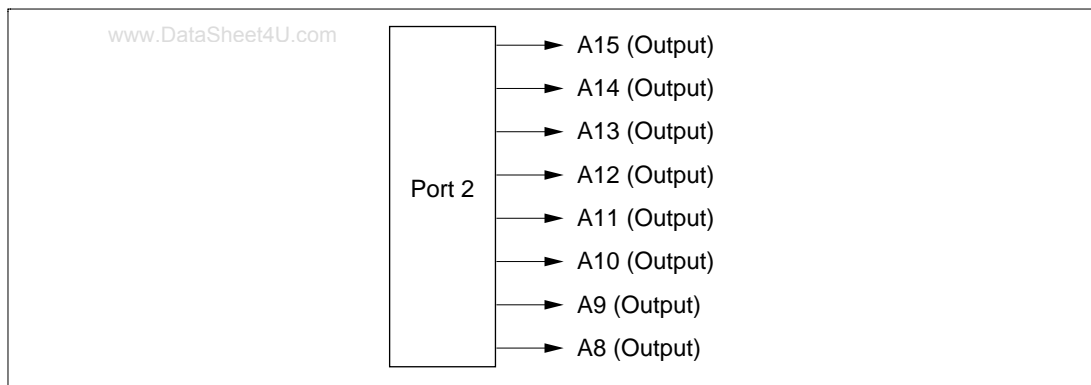 www.DataSheet4U.com
A15 (Output)
A14 (Output)
A13 (Output)
A12 (Output)
Port 2
A11 (Output)
A10 (Output)
A9 (Output)
A8 (Output)